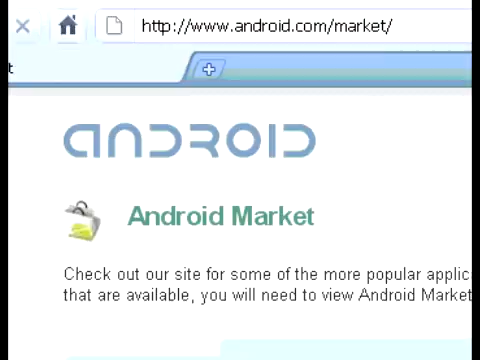 http://www.android.com/market/
t
ANDROID
Android Market
Check out our site for some of the more popular applic
that are available, you will need to view Android Market